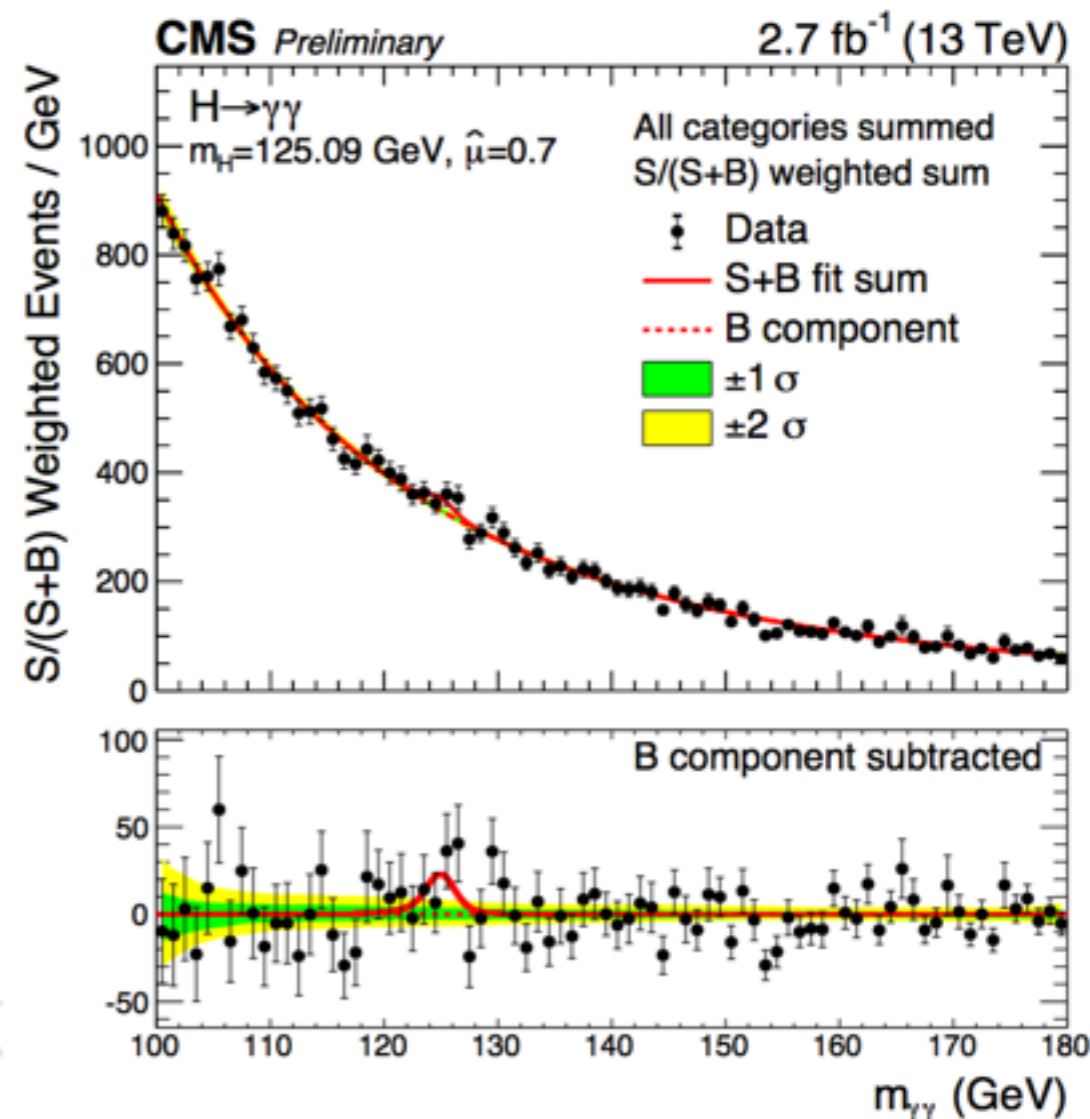 CMS Preliminary 2.7 fb⁻¹ (13 TeV)
S/(S+B) Weighted Events / GeV
H→γγ
m_H=125.09 GeV, μ̂=0.7
All categories summed
S/(S+B) weighted sum
Data
S+B fit sum
B component
±1 σ
±2 σ
1000
800
600
400
200
0
B component subtracted
100
50
0
-50
100 110 120 130 140 150 160 170 180
m_γγ (GeV)